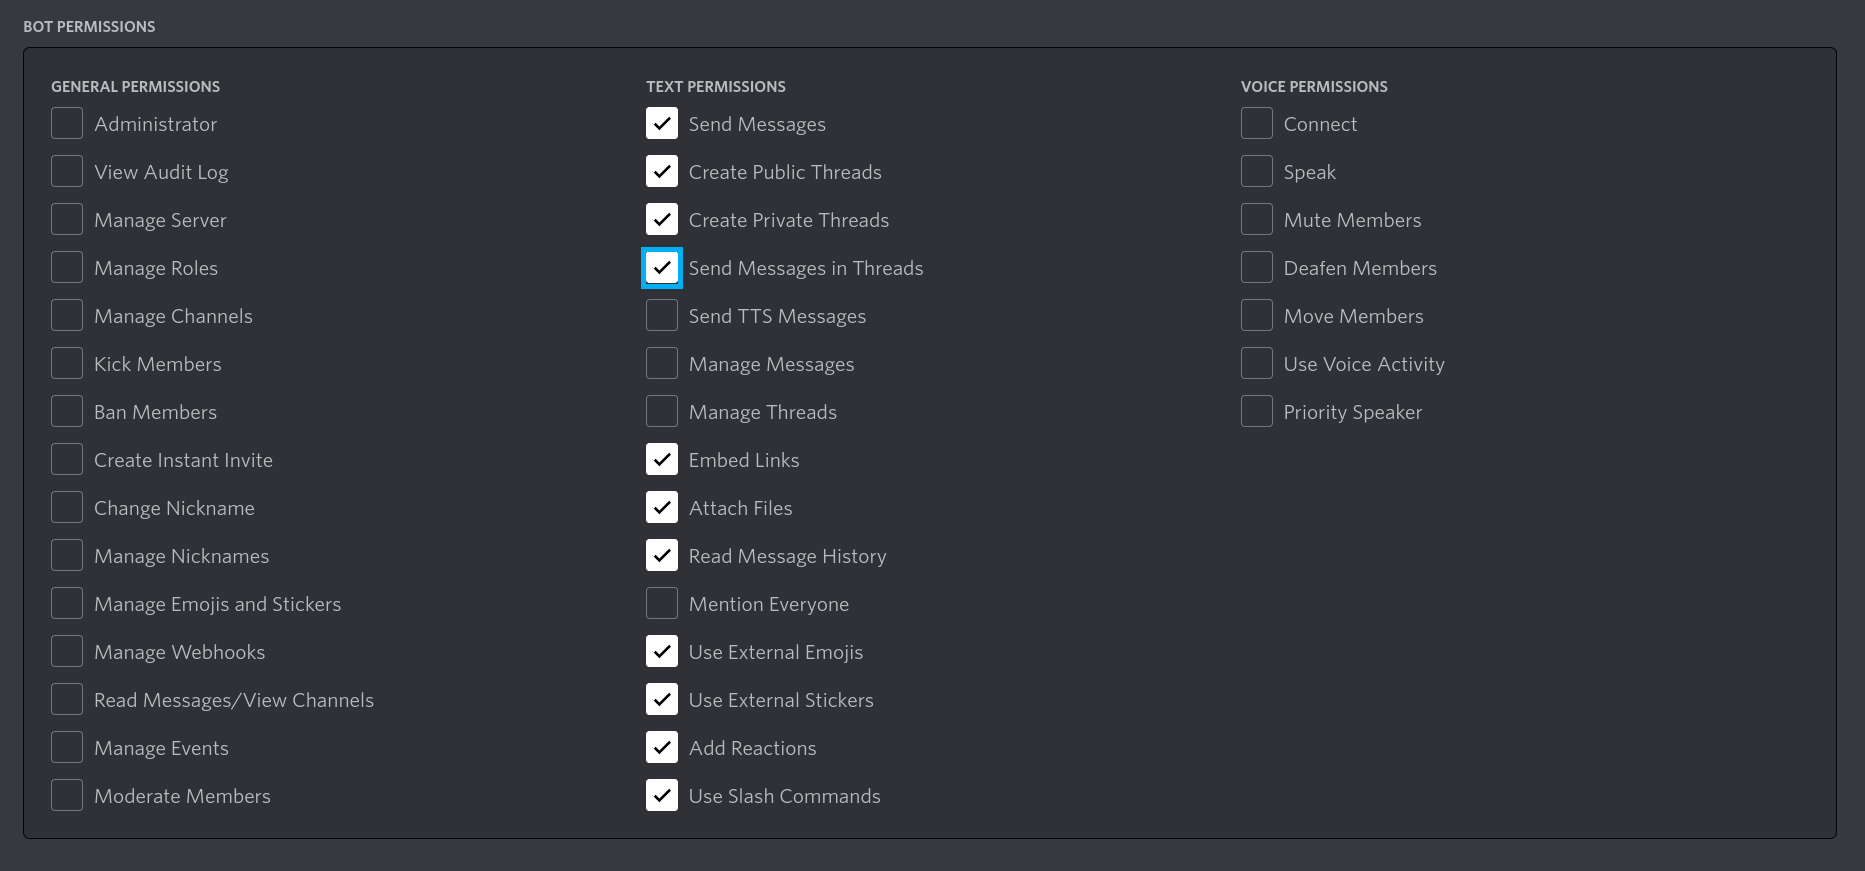 BOT PERMISSIONS
GENERAL PERMISSIONS
Administrator
View Audit Log
Manage Server
Manage Roles
Manage Channels
Kick Members
Ban Members
Create Instant Invite
Change Nickname
Manage Nicknames
Manage Emojis and Stickers
Manage Webhooks
Read Messages/View Channels
Manage Events
Moderate Members
TEXT PERMISSIONS
Send Messages
Create Public Threads
Create Private Threads
Send Messages in Threads
Send TTS Messages
Manage Messages
Manage Threads
Embed Links
Attach Files
Read Message History
Mention Everyone
Use External Emojis
Use External Stickers
Add Reactions
Use Slash Commands
VOICE PERMISSIONS
Connect
Speak
Mute Members
Deafen Members
Move Members
Use Voice Activity
Priority Speaker